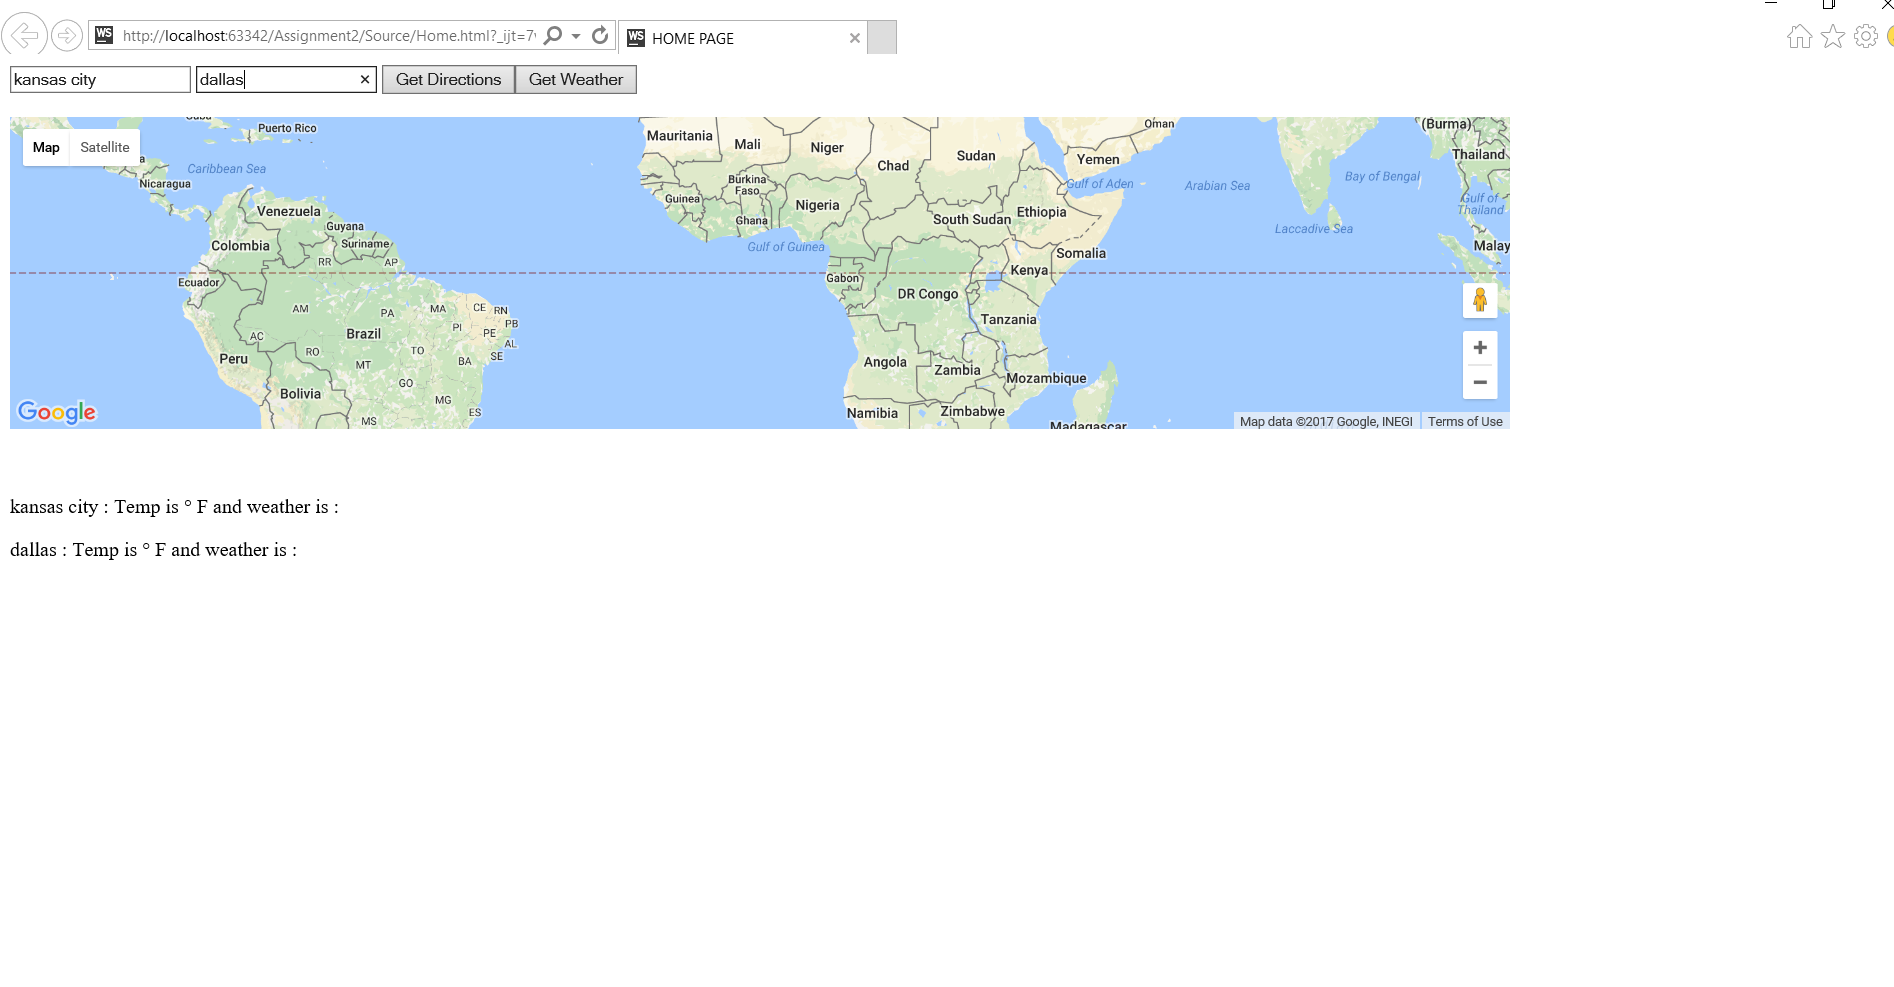 WS http://localhost:63342/Assignment2/Source/Home.html?_ijt=7 WS HOME PAGE
kansas city dallas Get Directions Get Weather
Map Satellite
Puerto Rico
Caribbean Sea
Nicaragua
Venezuela
Guyana
Colombia
Suriname
RR
AP
Ecuador
AM
PA
MA
CE
RN
PB
PI
PE
AL
AC
Brazil
SE
RO
TO
BA
Peru
MT
GO
Bolivia
MG
ES
MS
Mauritania
Mali
Niger
Chad
Sudan
Oman
Yemen
Burkina
Faso
Guinea
Ghana
Nigeria
South Sudan
Ethiopia
Gulf of Aden
Arabian Sea
Gulf of Guinea
Somalia
Gabon
Kenya
DR Congo
Tanzania
Angola
Zambia
Mozambique
Namibia
Zimbabwe
Madagascar
(Burma)
Thailand
Bay of Bengal
Gulf of
Thailand
Laccadive Sea
Malay
Google
Map data ©2017 Google, INEGI Terms of Use
kansas city : Temp is ° F and weather is :
dallas : Temp is ° F and weather is :